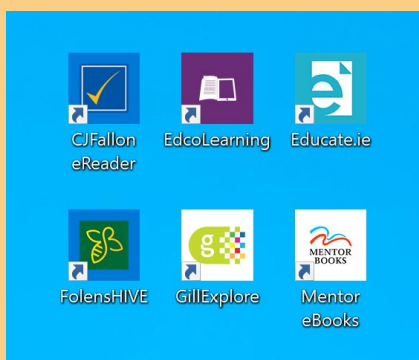 CJFallon
eReader
EdcoLearning
e
Educate.ie
FolensHIVE
g
GillExplore
MENTOR
BOOKS
Mentor
eBooks